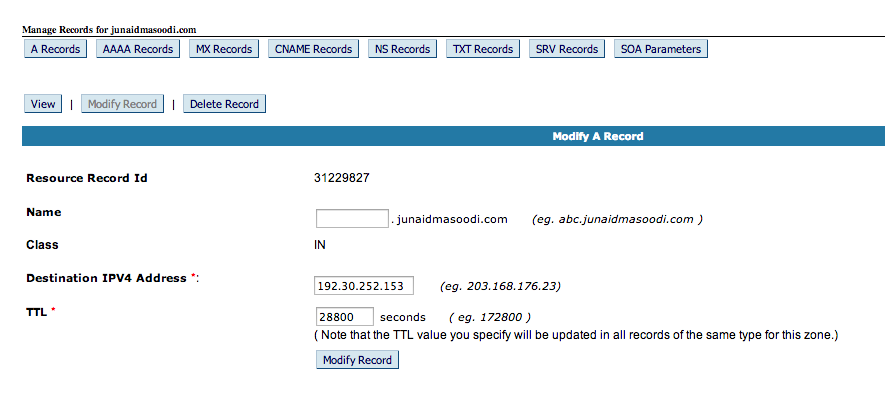 Manage Records for junaidmasoodi.com
A Records AAAA Records MX Records CNAME Records NS Records TXT Records SRV Records SOA Parameters
View | Modify Record | Delete Record
Modify A Record
Resource Record Id 31229827
Name . junaidmasoodi.com (eg. abc.junaidmasoodi.com )
Class IN
Destination IPV4 Address *: 192.30.252.153 (eg. 203.168.176.23)
TTL * 28800 seconds ( eg. 172800 )
( Note that the TTL value you specify will be updated in all records of the same type for this zone.)
Modify Record